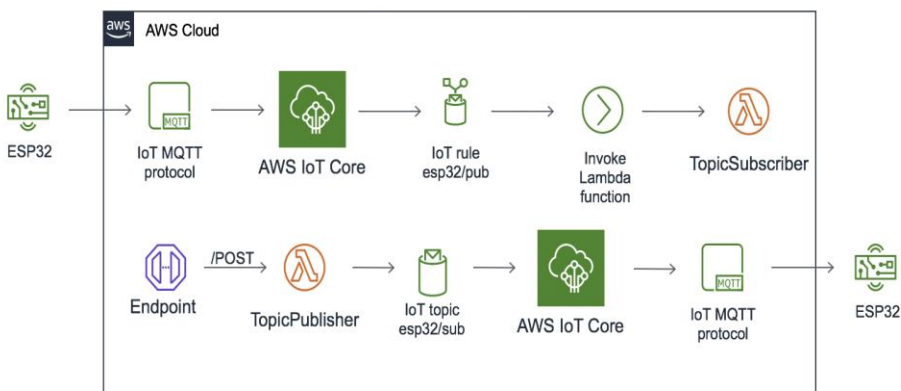 aws
AWS Cloud
ESP32
MQTT
IoT MQTT
protocol
AWS IoT Core
IoT rule
esp32/pub
Invoke
Lambda
function
TopicSubscriber
Endpoint
/POST
TopicPublisher
IoT topic
esp32/sub
AWS IoT Core
MQTT
IoT MQTT
protocol
ESP32